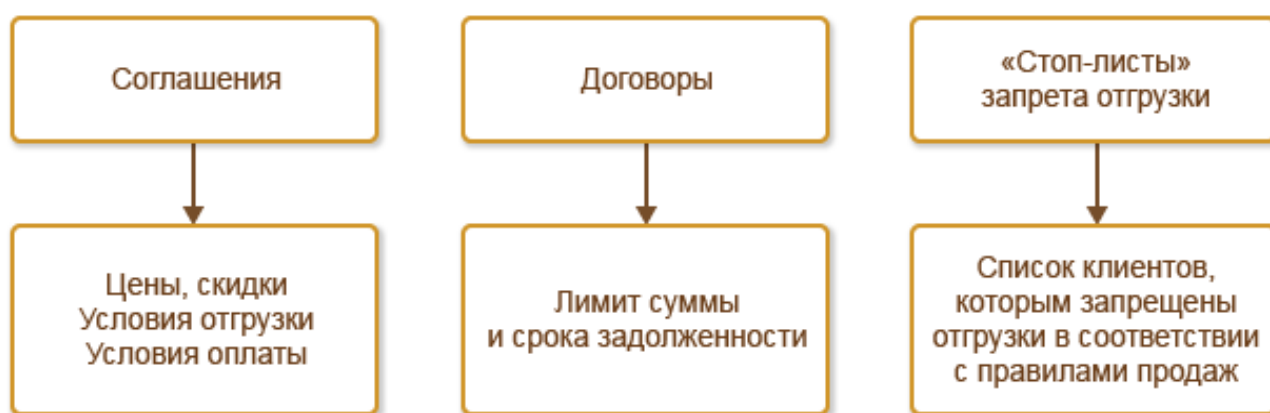 Соглашения
Договоры
«Стоп-листы»
запрета отгрузки
Цены, скидки
Условия отгрузки
Условия оплаты
Лимит суммы
и срока задолженности
Список клиентов,
которым запрещены
отгрузки в соответствии
с правилами продаж